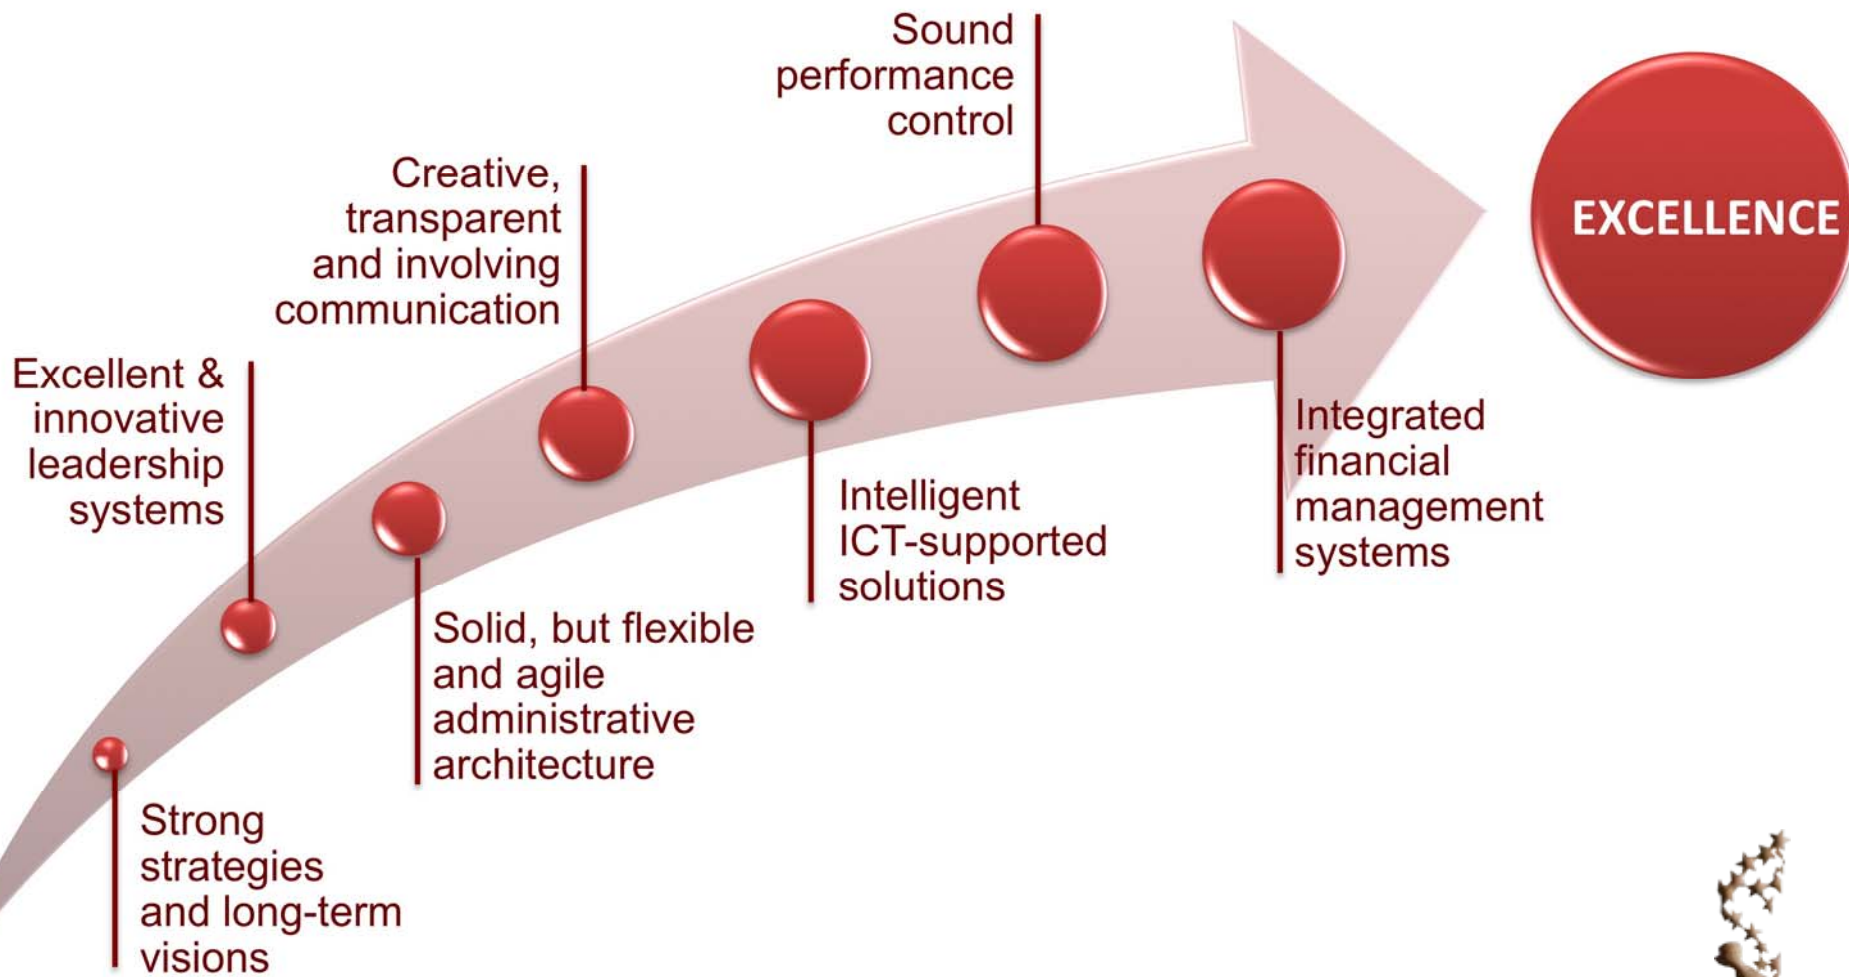 Sound
performance
control
EXCELLENCE
Creative,
transparent
and involving
communication
Excellent &
innovative
leadership
systems
Integrated
financial
management
systems
Intelligent
ICT-supported
solutions
Solid, but flexible
and agile
administrative
architecture
Strong
strategies
and long-term
visions